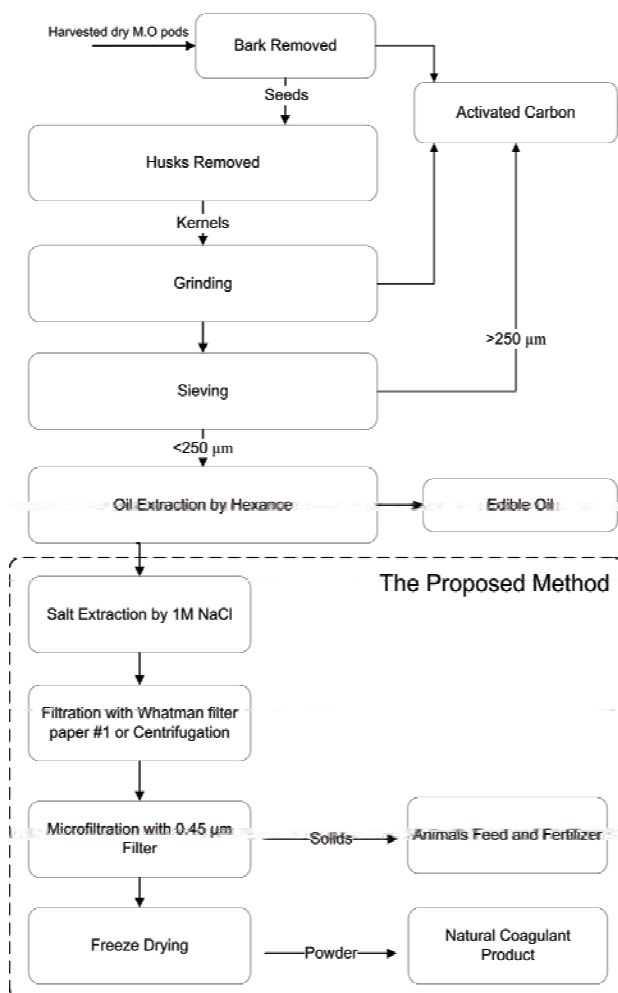 Harvested dry M.O pods
Bark Removed
Seeds
Activated Carbon
Husks Removed
Kernels
Grinding
>250 µm
Sieving
<250 µm
Oil Extraction by Hexance
Edible Oil
The Proposed Method
Salt Extraction by 1M NaCl
Filtration with Whatman filter
paper #1 or Centrifugation
Microfiltration with 0.45 µm
Filter
Solids
Animals Feed and Fertilizer
Freeze Drying
Powder
Natural Coagulant
Product